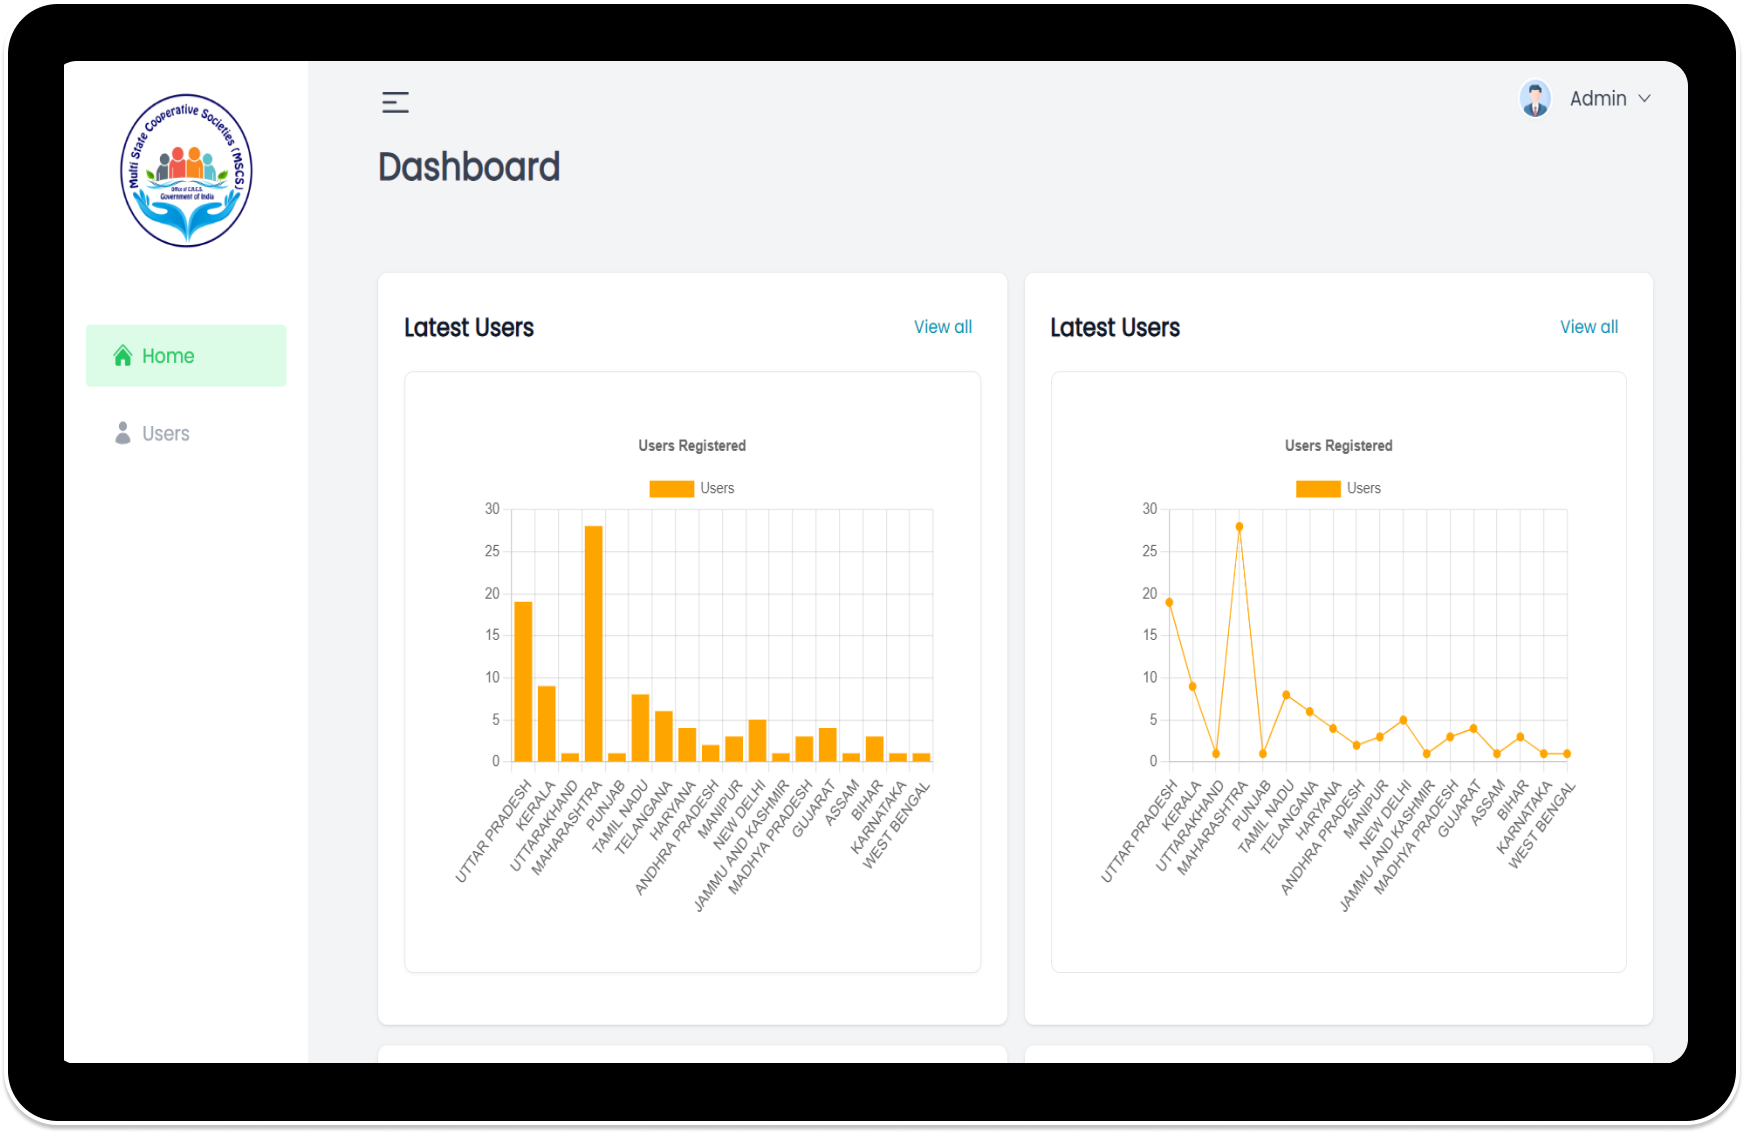 Multi State Cooperative Societies (MSCS)
Office of C.R.C.S.
Government of India
Admin
Dashboard
Home
Users
Latest Users
View all
Users Registered
Users
30
25
20
15
10
5
0
UTTAR PRADESH
KERALA
UTTARAKHAND
MAHARASHTRA
PUNJAB
TAMIL NADU
TELANGANA
HARYANA
ANDHRA PRADESH
MANIPUR
NEW DELHI
JAMMU AND KASHMIR
MADHYA PRADESH
GUJARAT
ASSAM
BIHAR
KARNATAKA
WEST BENGAL
Latest Users
View all
Users Registered
Users
30
25
20
15
10
5
0
UTTAR PRADESH
KERALA
UTTARAKHAND
MAHARASHTRA
PUNJAB
TAMIL NADU
TELANGANA
HARYANA
ANDHRA PRADESH
MANIPUR
NEW DELHI
JAMMU AND KASHMIR
MADHYA PRADESH
GUJARAT
ASSAM
BIHAR
KARNATAKA
WEST BENGAL